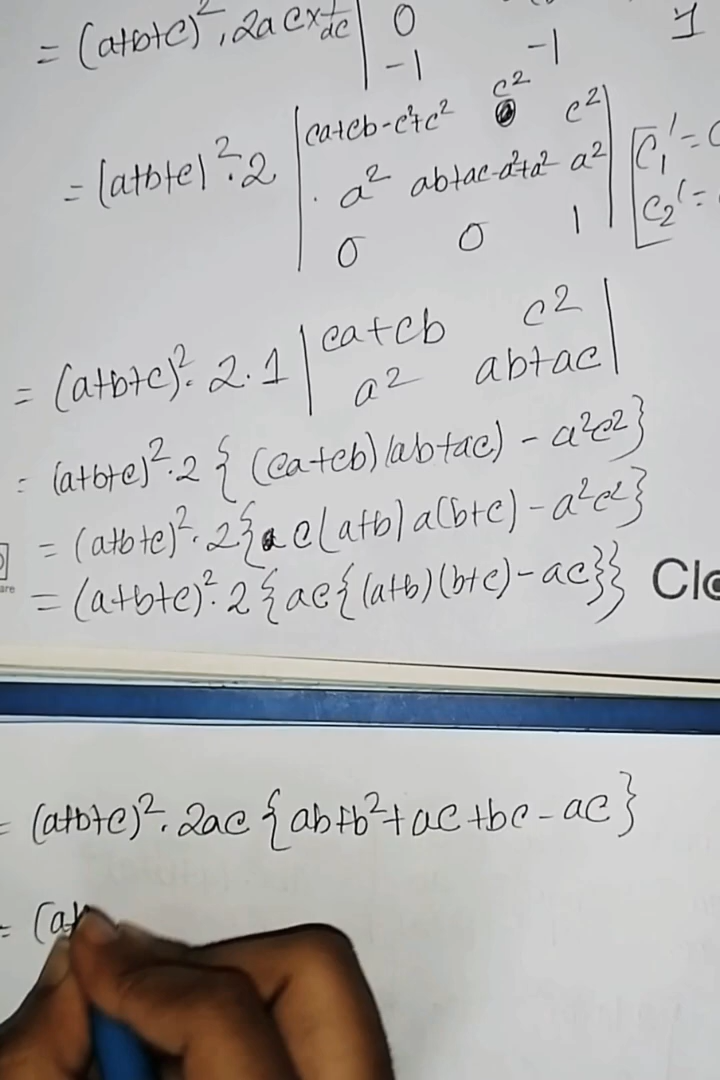 = (a+b+c)², 2ac × 1/ac | 0 1
-1 -1
= (a+b+c)².2 | ca+cb-c²+c² c² c² |
a² ab+ac-a²+a² a² [C₁' =
0 0 1 C₂' =
= (a+b+c)². 2.1 | ca+cb c² |
a² ab+ac |
= (a+b+c)².2 { (ca+cb)(ab+ac) - a²c² }
= (a+b+c)². 2{ c(a+b) a(b+c) - a²c² }
= (a+b+c)². 2 { ac { (a+b)(b+c) - ac } }
= (a+b+c)². 2ac { ab+b²+ac+bc-ac }
= (a+